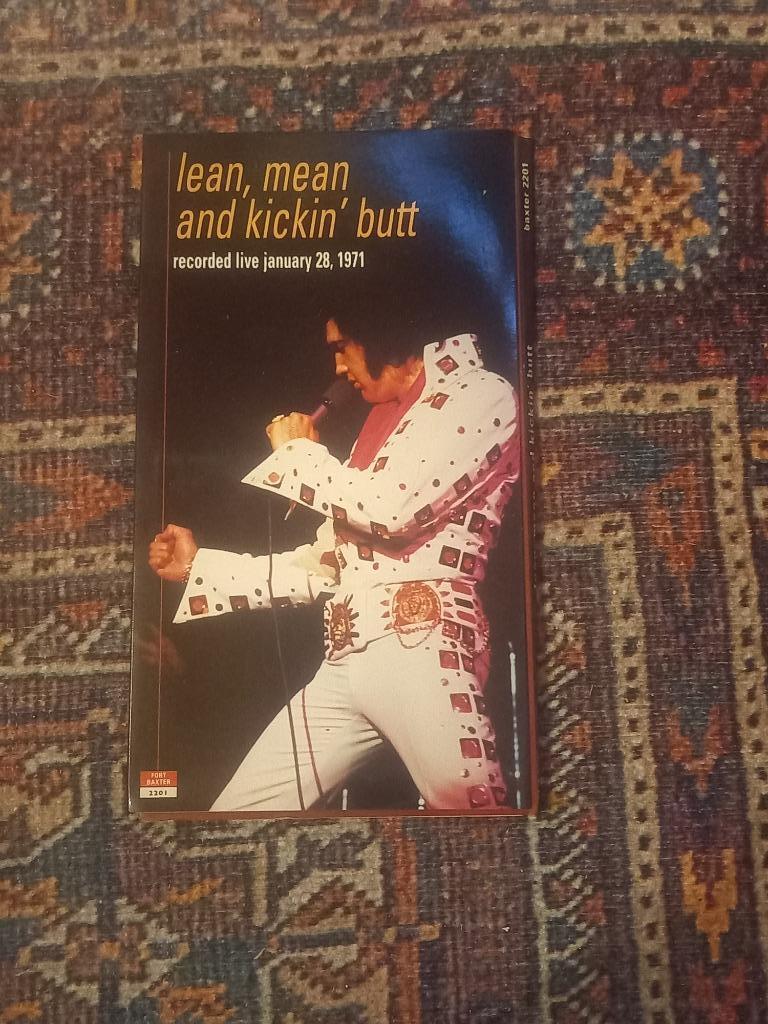 lean, mean
and kickin' butt
recorded live january 28, 1971
baxter 2201
kickin' butt
FORT
BAXTER
2201